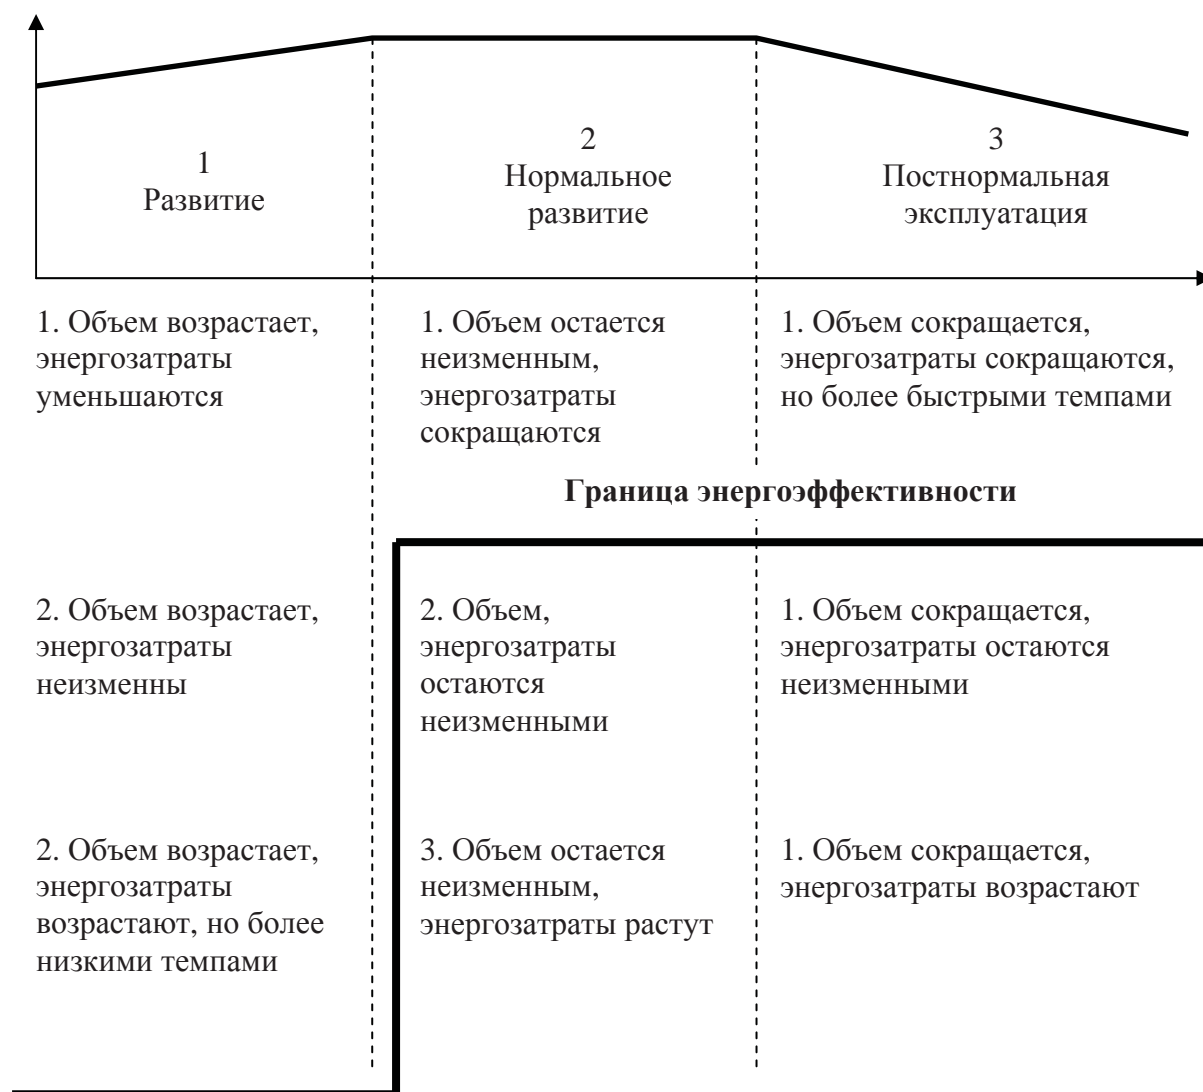 1
Развитие
2
Нормальное
развитие
3
Постнормальная
эксплуатация
1. Объем возрастает,
энергозатраты
уменьшаются
1. Объем остается
неизменным,
энергозатраты
сокращаются
1. Объем сокращается,
энергозатраты сокращаются,
но более быстрыми темпами
Граница энергоэффективности
2. Объем возрастает,
энергозатраты
неизменны
2. Объем,
энергозатраты
остаются
неизменными
1. Объем сокращается,
энергозатраты остаются
неизменными
2. Объем возрастает,
энергозатраты
возрастают, но более
низкими темпами
3. Объем остается
неизменным,
энергозатраты растут
1. Объем сокращается,
энергозатраты возрастают